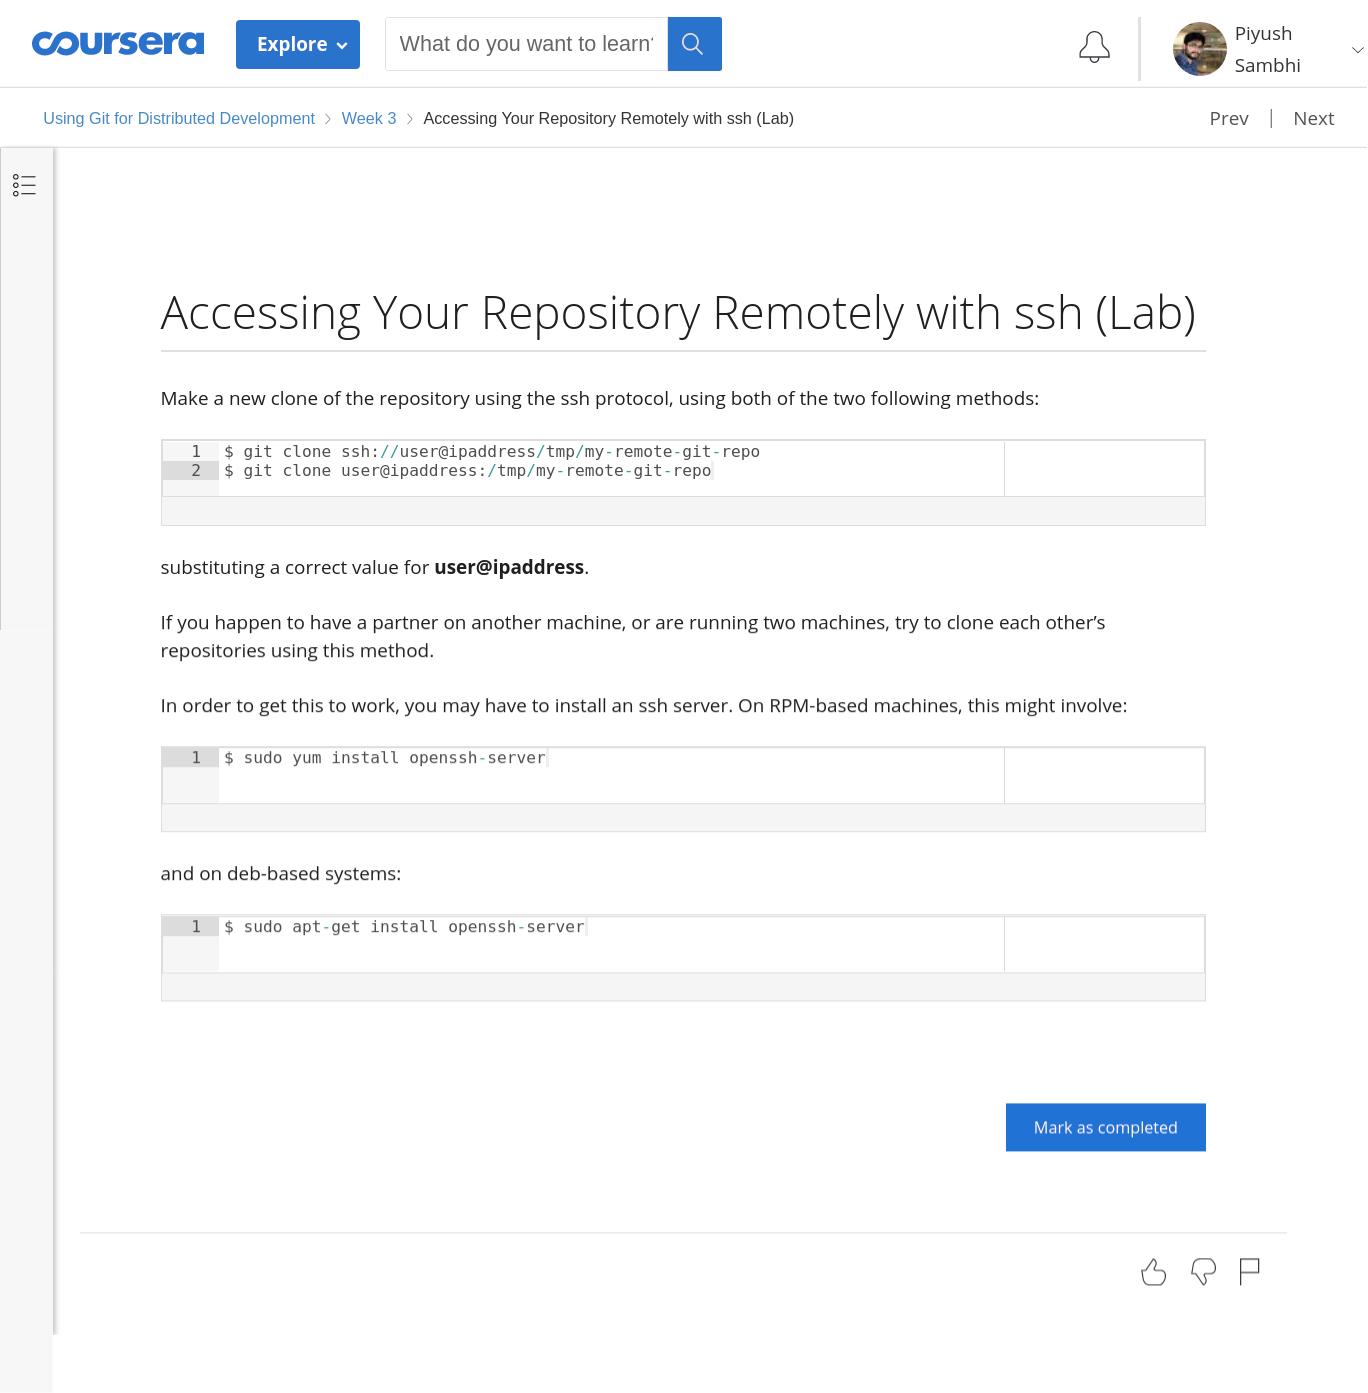 coursera
Explore
What do you want to learn?
Piyush
Sambhi
Using Git for Distributed Development
Week 3
Accessing Your Repository Remotely with ssh (Lab)
Prev
Next
Accessing Your Repository Remotely with ssh (Lab)
Make a new clone of the repository using the ssh protocol, using both of the two following methods:
1 $ git clone ssh://user@ipaddress/tmp/my-remote-git-repo
2 $ git clone user@ipaddress:/tmp/my-remote-git-repo
substituting a correct value for user@ipaddress.
If you happen to have a partner on another machine, or are running two machines, try to clone each other’s
repositories using this method.
In order to get this to work, you may have to install an ssh server. On RPM-based machines, this might involve:
1 $ sudo yum install openssh-server
and on deb-based systems:
1 $ sudo apt-get install openssh-server
Mark as completed